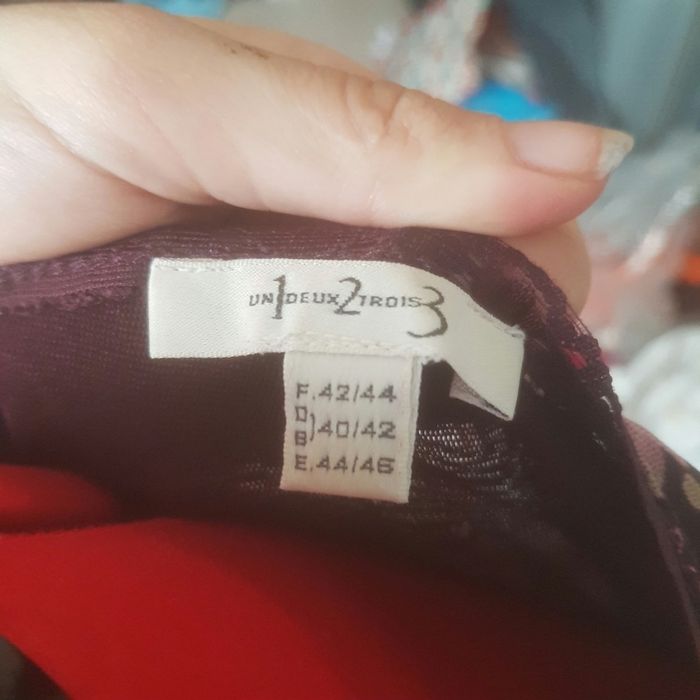 UN1DEUX2TROIS3
F. 42/44
D
B) 40/42
E. 44/46